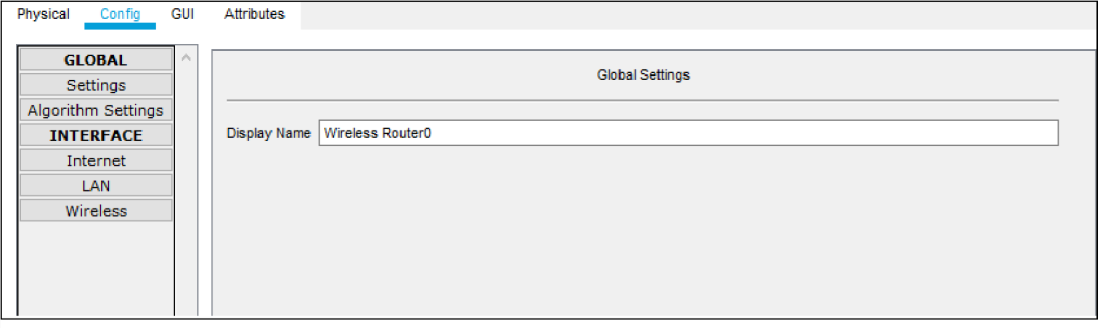 Physical Config GUI Attributes
GLOBAL
Settings
Algorithm Settings
INTERFACE
Internet
LAN
Wireless
Global Settings
Display Name Wireless Router0